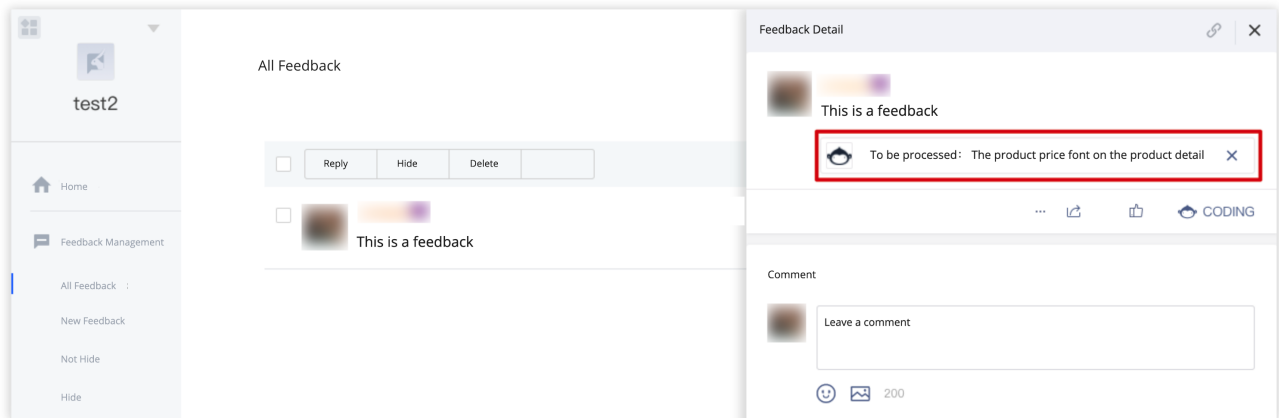 test2
Home
Feedback Management
All Feedback :
New Feedback
Not Hide
Hide
All Feedback
Reply Hide Delete
This is a feedback
Feedback Detail
This is a feedback
To be processed: The product price font on the product detail
CODING
Comment
Leave a comment
200